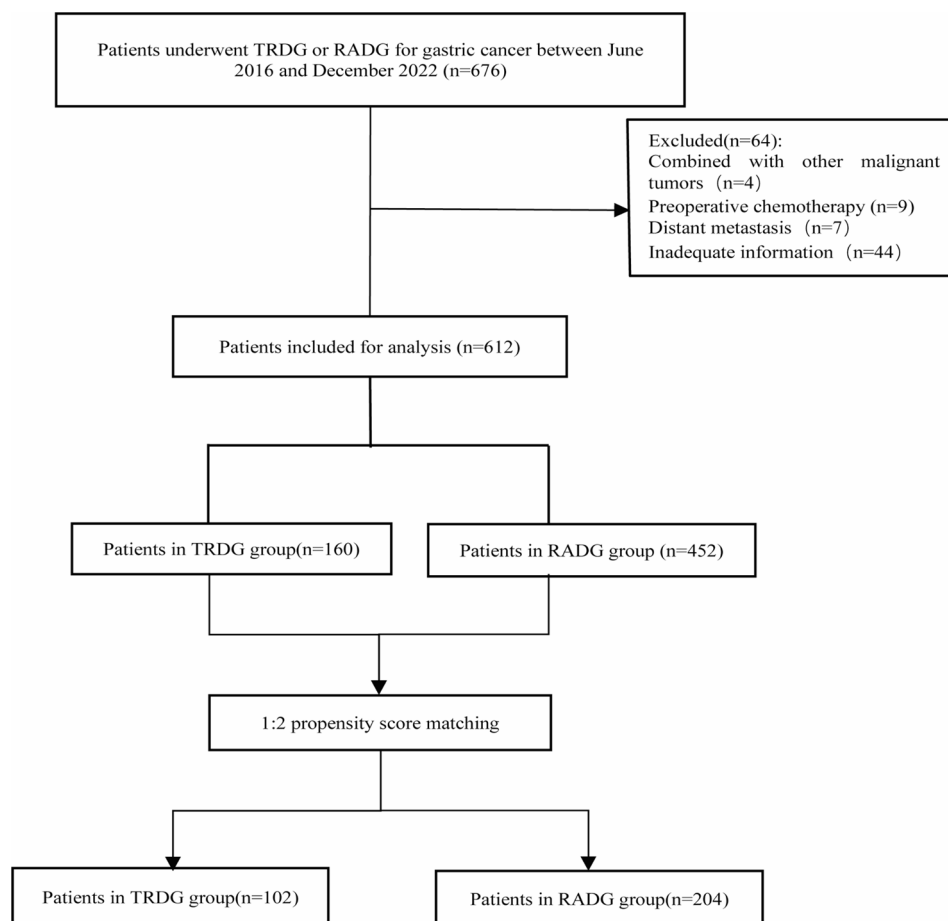 Patients underwent TRDG or RADG for gastric cancer between June
2016 and December 2022 (n=676)
Excluded(n=64):
Combined with other malignant
tumors（n=4）
Preoperative chemotherapy (n=9)
Distant metastasis（n=7）
Inadequate information（n=44）
Patients included for analysis (n=612)
Patients in TRDG group(n=160)
Patients in RADG group (n=452)
1:2 propensity score matching
Patients in TRDG group(n=102)
Patients in RADG group(n=204)